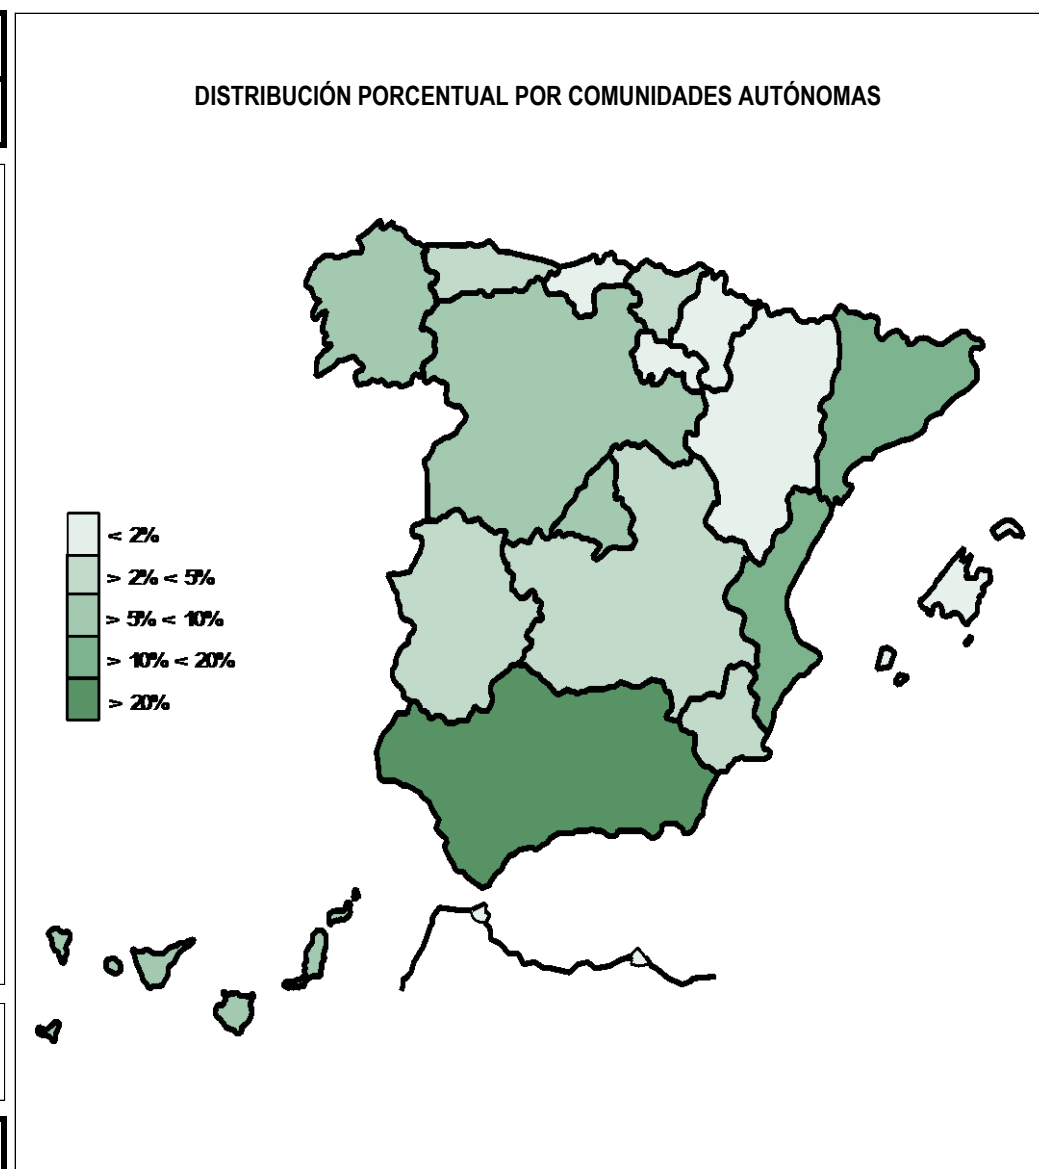 DISTRIBUCIÓN PORCENTUAL POR COMUNIDADES AUTÓNOMAS
< 2%
> 2% < 5%
> 5% < 10%
> 10% < 20%
> 20%